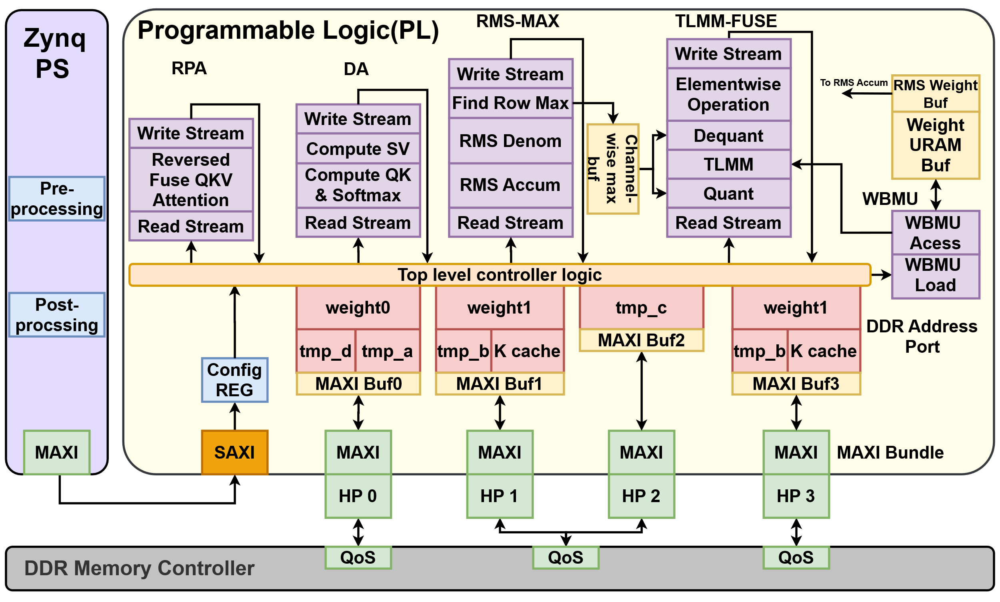 Zynq
PS
Pre-
processing
Post-
procssing
MAXI
Programmable Logic(PL)
RPA
Write Stream
Reversed
Fuse QKV
Attention
Read Stream
DA
Write Stream
Compute SV
Compute QK
& Softmax
Read Stream
RMS-MAX
Write Stream
Find Row Max
RMS Denom
RMS Accum
Read Stream
Channel-
wise max
buf
TLMM-FUSE
Write Stream
Elementwise
Operation
Dequant
TLMM
Quant
Read Stream
To RMS Accum
RMS Weight
Buf
Weight
URAM
Buf
WBMU
WBMU
Acess
WBMU
Load
Top level controller logic
Config
REG
SAXI
weight0
tmp_d
tmp_a
MAXI Buf0
weight1
tmp_b
K cache
MAXI Buf1
tmp_c
MAXI Buf2
weight1
tmp_b
K cache
MAXI Buf3
DDR Address
Port
MAXI
MAXI
MAXI
MAXI
MAXI Bundle
HP 0
HP 1
HP 2
HP 3
QoS
QoS
QoS
DDR Memory Controller